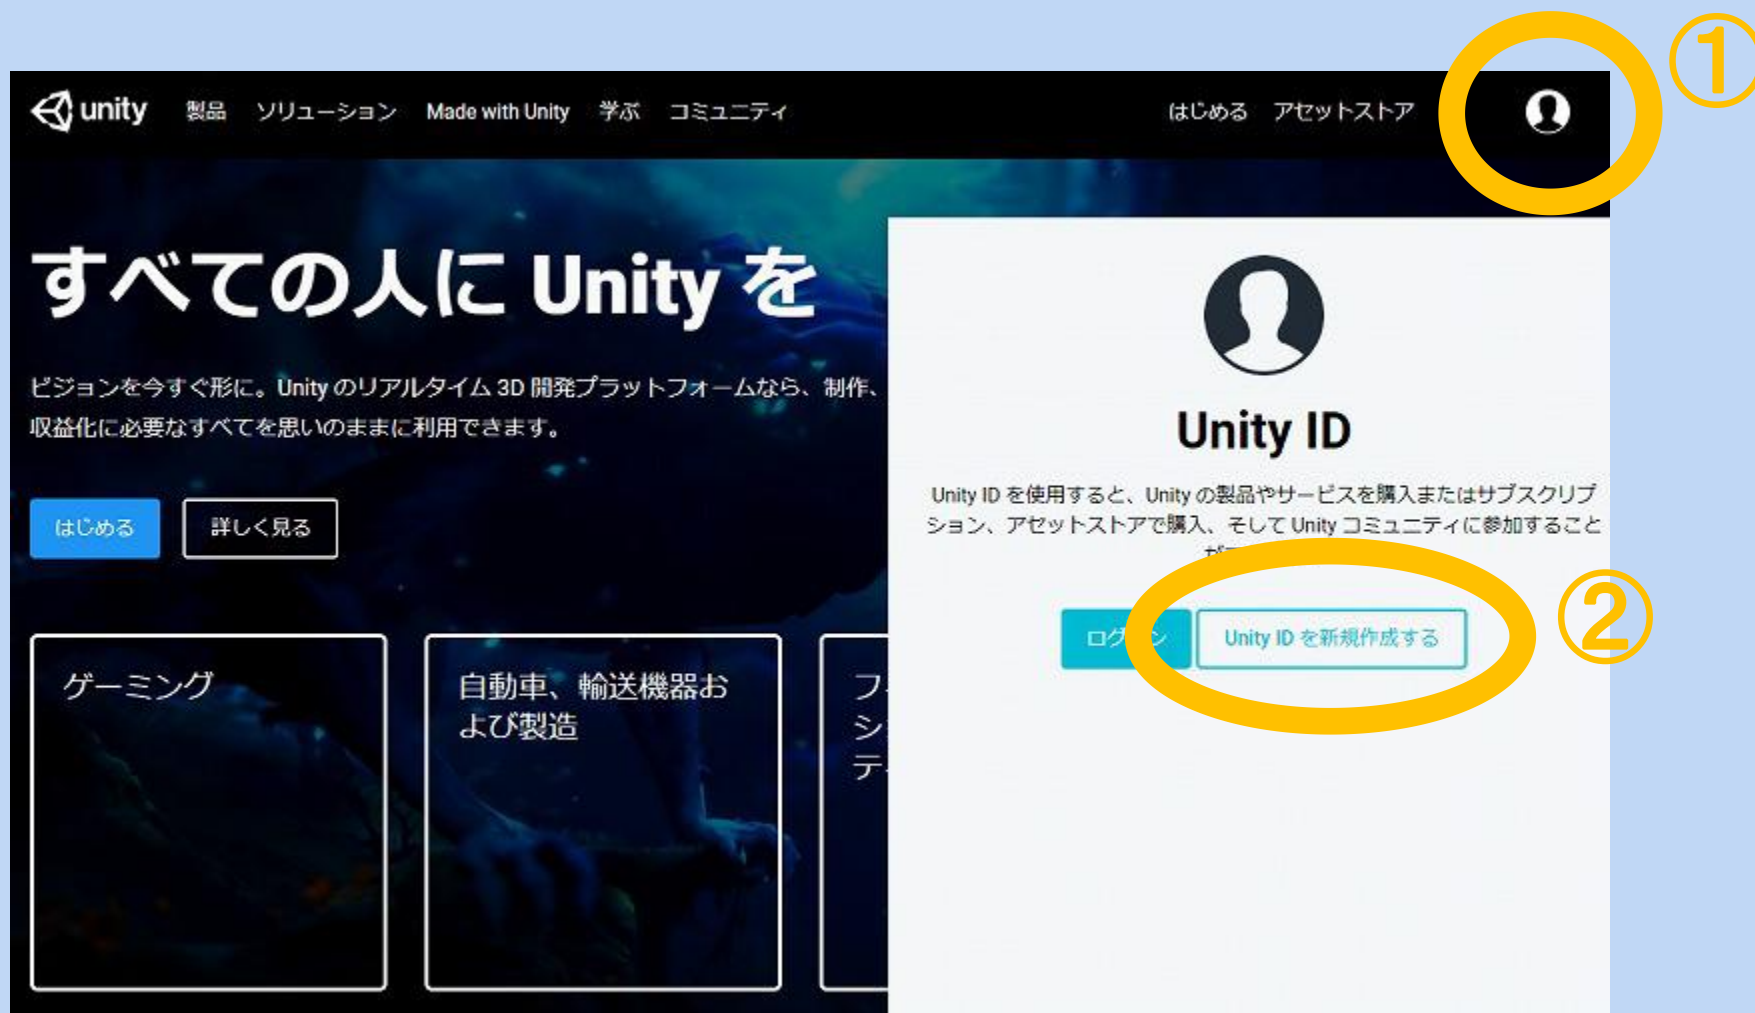 ①
unity 製品 ソリューション Made with Unity 学ぶ コミュニティ はじめる アセットストア
すべての人に Unity を
ビジョンを今すぐ形に。Unity のリアルタイム 3D 開発プラットフォームなら、制作、
収益化に必要なすべてを思いのままに利用できます。
はじめる 詳しく見る
ゲーミング
自動車、輸送機器お
よび製造
Unity ID
Unity ID を使用すると、Unity の製品やサービスを購入またはサブスクリプ
ション、アセットストアで購入、そして Unity コミュニティに参加すること
Unity ID を新規作成する
②